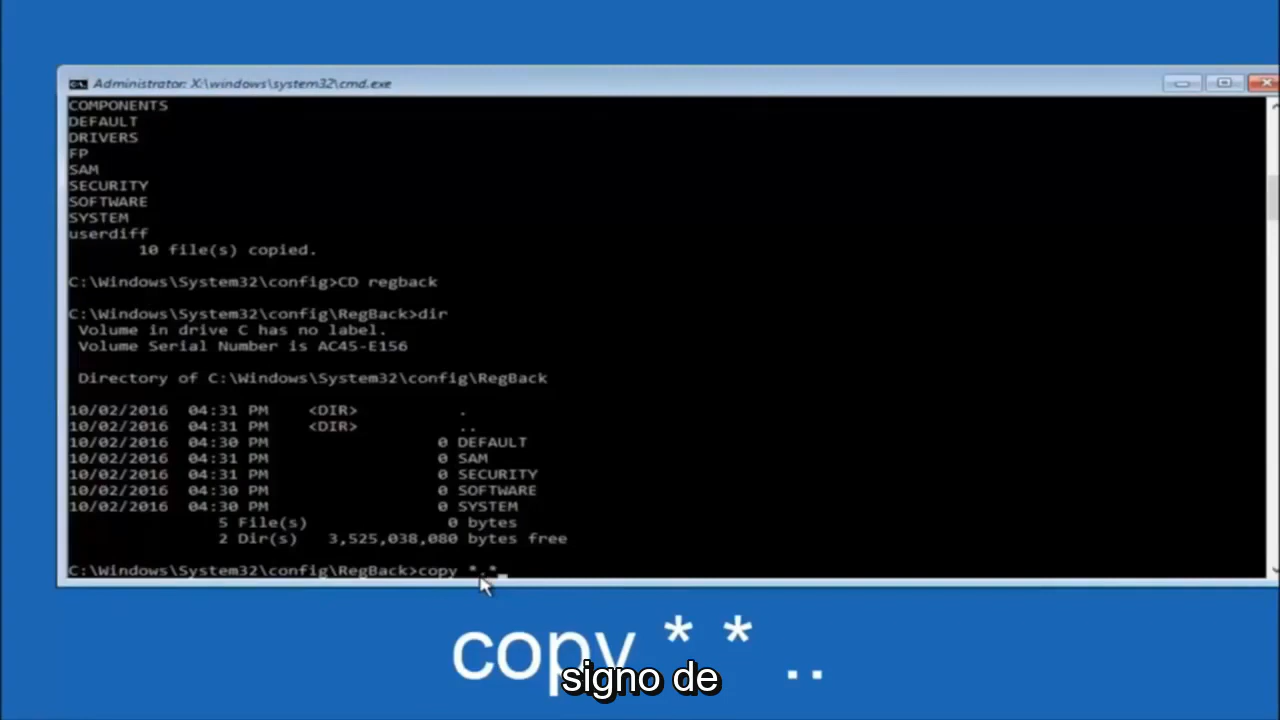 Administrator: X:\windows\system32\cmd.exe
COMPONENTS
DEFAULT
DRIVERS
FP
SAM
SECURITY
SOFTWARE
SYSTEM
userdiff
10 file(s) copied.
C:\Windows\System32\config>CD regback
C:\Windows\System32\config\RegBack>dir
Volume in drive C has no label.
Volume Serial Number is AC45-E156
Directory of C:\Windows\System32\config\RegBack
10/02/2016 04:31 PM <DIR> .
10/02/2016 04:31 PM <DIR> ..
10/02/2016 04:30 PM 0 DEFAULT
10/02/2016 04:31 PM 0 SAM
10/02/2016 04:31 PM 0 SECURITY
10/02/2016 04:30 PM 0 SOFTWARE
10/02/2016 04:30 PM 0 SYSTEM
5 File(s) 0 bytes
2 Dir(s) 3,525,038,080 bytes free
C:\Windows\System32\config\RegBack>copy *.*_
copy * * ..
signo de